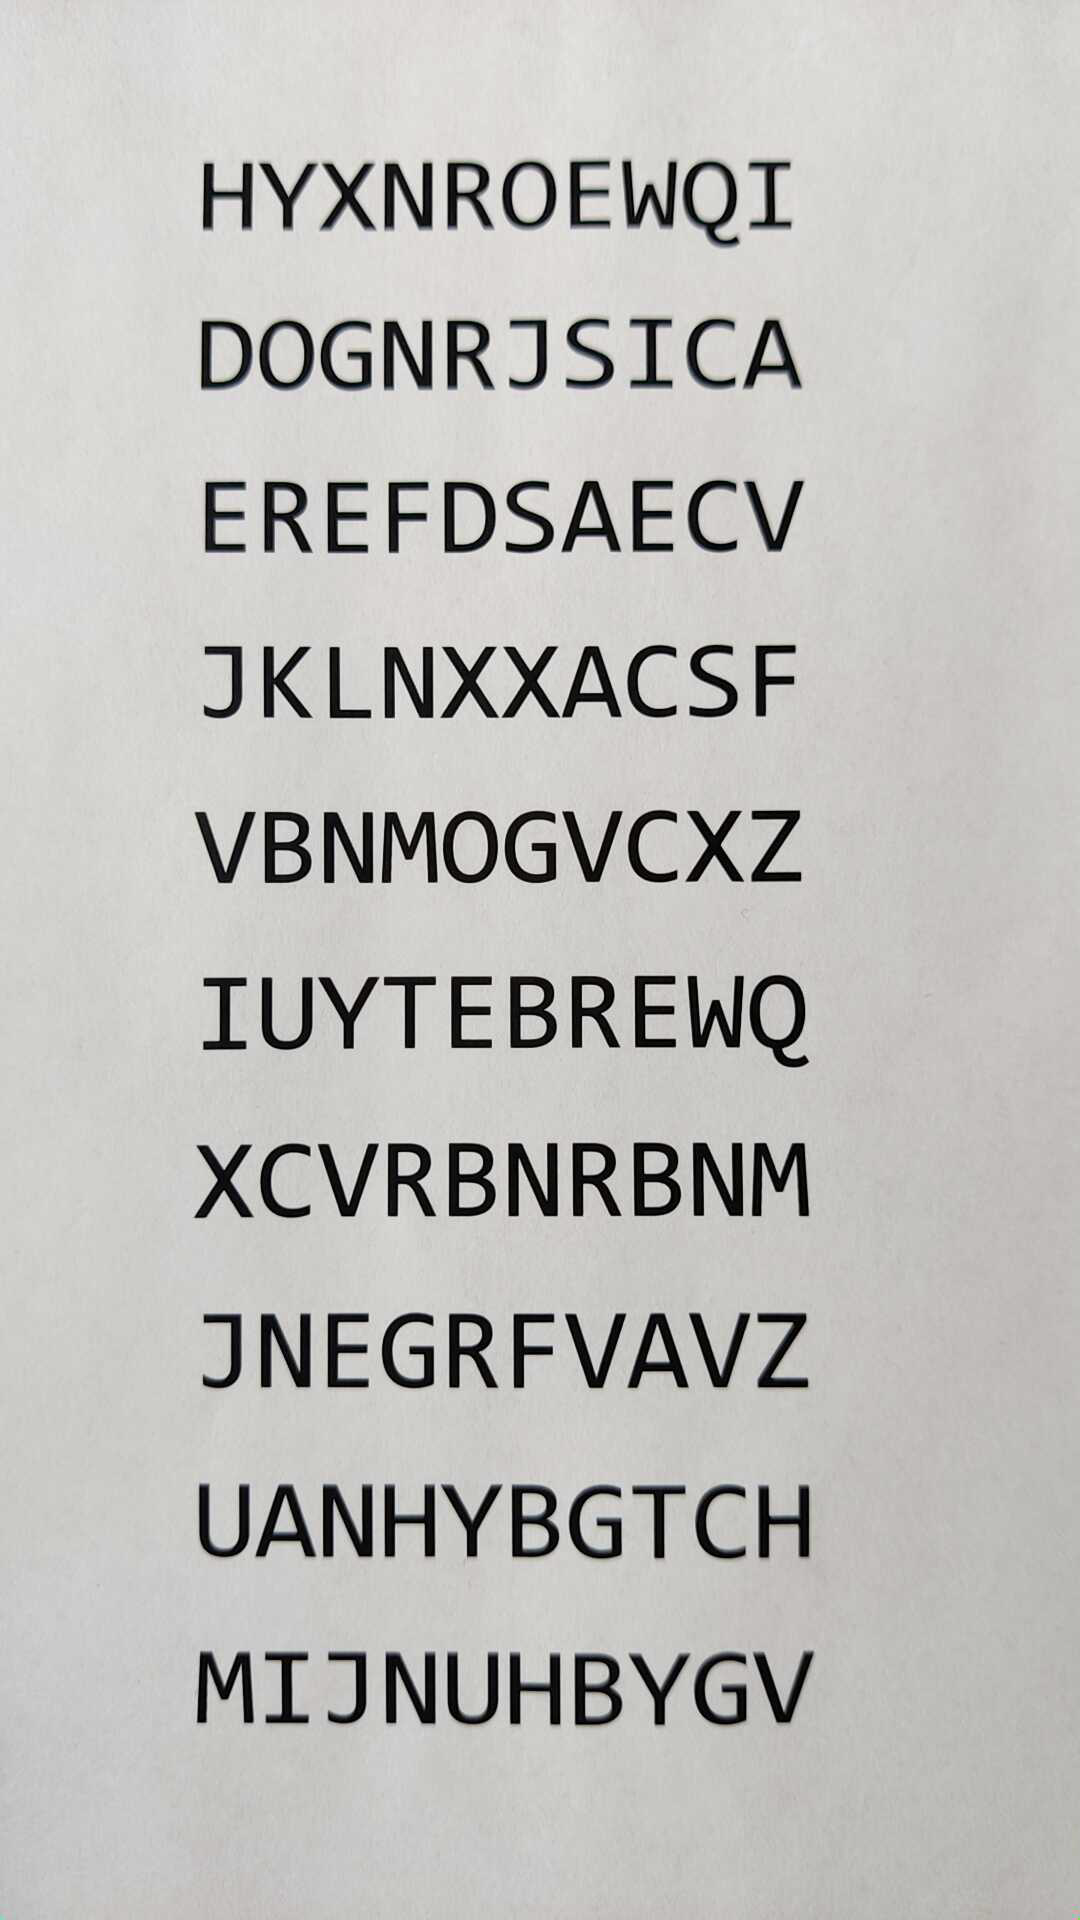 HYXNROEWQI
DOGNRJSICA
EREFDSAECV
JKLNXXACSF
VBNMOGVCXZ
IUYTEBREWQ
XCVRBNRBNM
JNEGRFVAVZ
UANHYBGTCH
MIJNUHBYGV